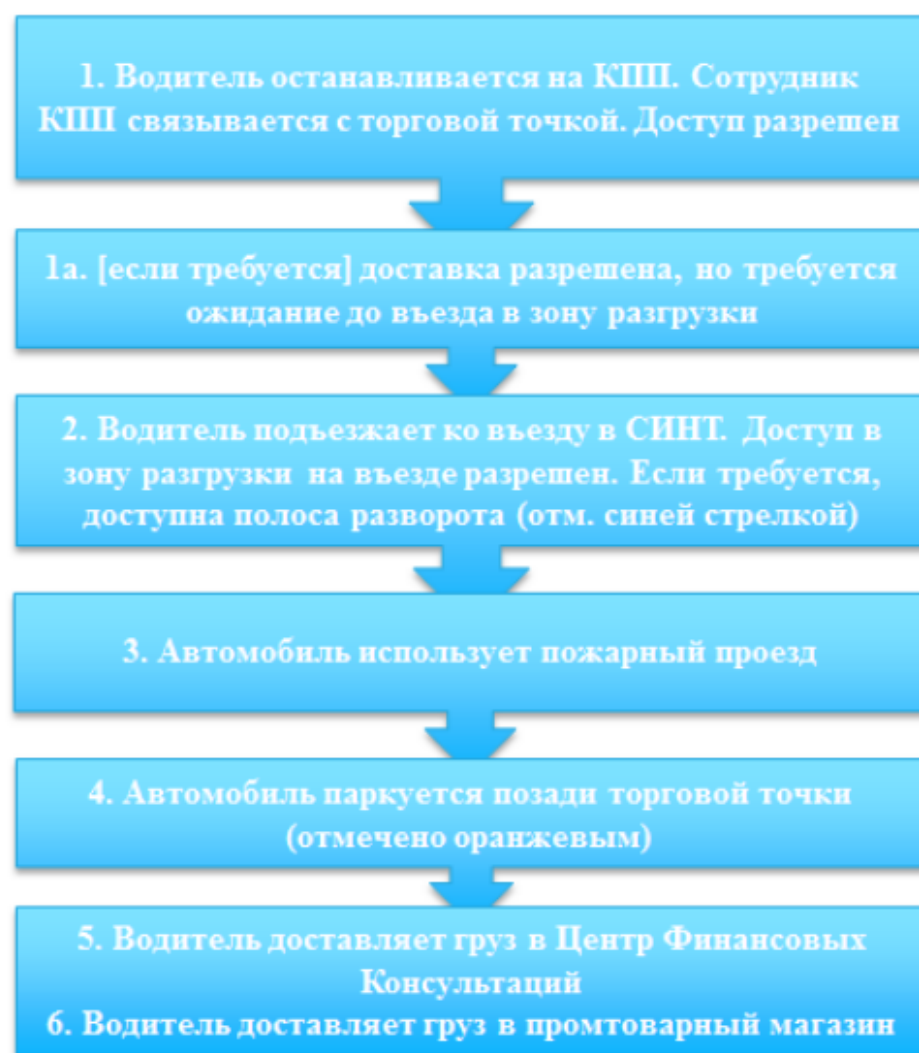 1. Водитель останавливается на КПП. Сотрудник
КПП связывается с торговой точкой. Доступ разрешен
1а. [если требуется] доставка разрешена, но требуется
ожидание до въезда в зону разгрузки
2. Водитель подъезжает ко въезду в СИНТ. Доступ в
зону разгрузки на въезде разрешен. Если требуется,
доступна полоса разворота (отм. синей стрелкой)
3. Автомобиль использует пожарный проезд
4. Автомобиль паркуется позади торговой точки
(отмечено оранжевым)
5. Водитель доставляет груз в Центр Финансовых
Консультаций
6. Водитель доставляет груз в промтоварный магазин